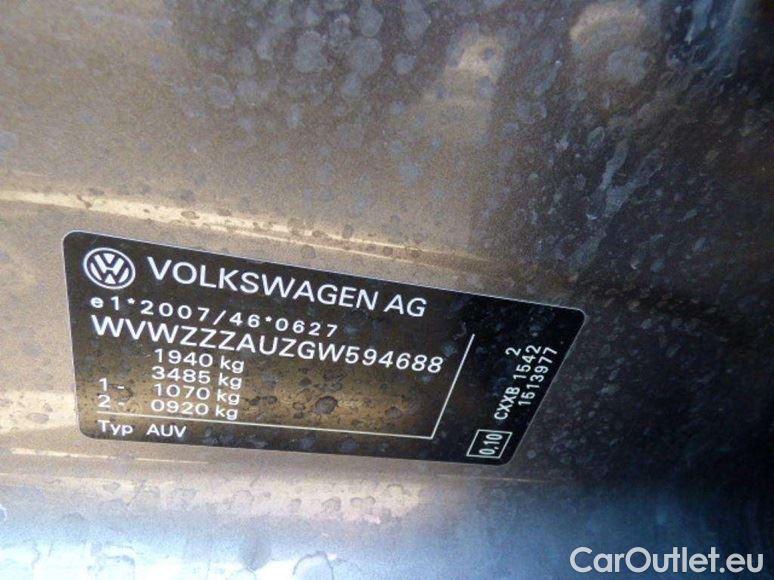 VOLKSWAGEN AG
e1*2007/46*0627
WVWZZZAUZGW594688
1940 kg
3485 kg
1 - 1070 kg
2 - 0920 kg
Typ AUV
0,10
CXXB 1542
2
1513977
CarOutlet.eu